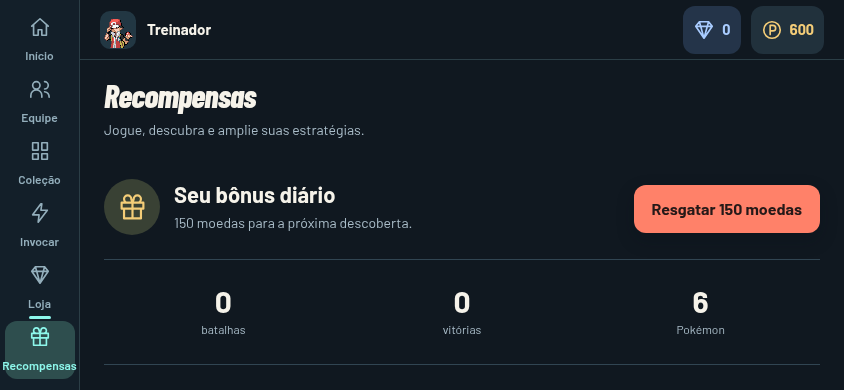 Treinador
0
600
Início
Equipe
Coleção
Invocar
Loja
Recompensas
Recompensas
Jogue, descubra e amplie suas estratégias.
Seu bônus diário
150 moedas para a próxima descoberta.
Resgatar 150 moedas
0
batalhas
0
vitórias
6
Pokémon